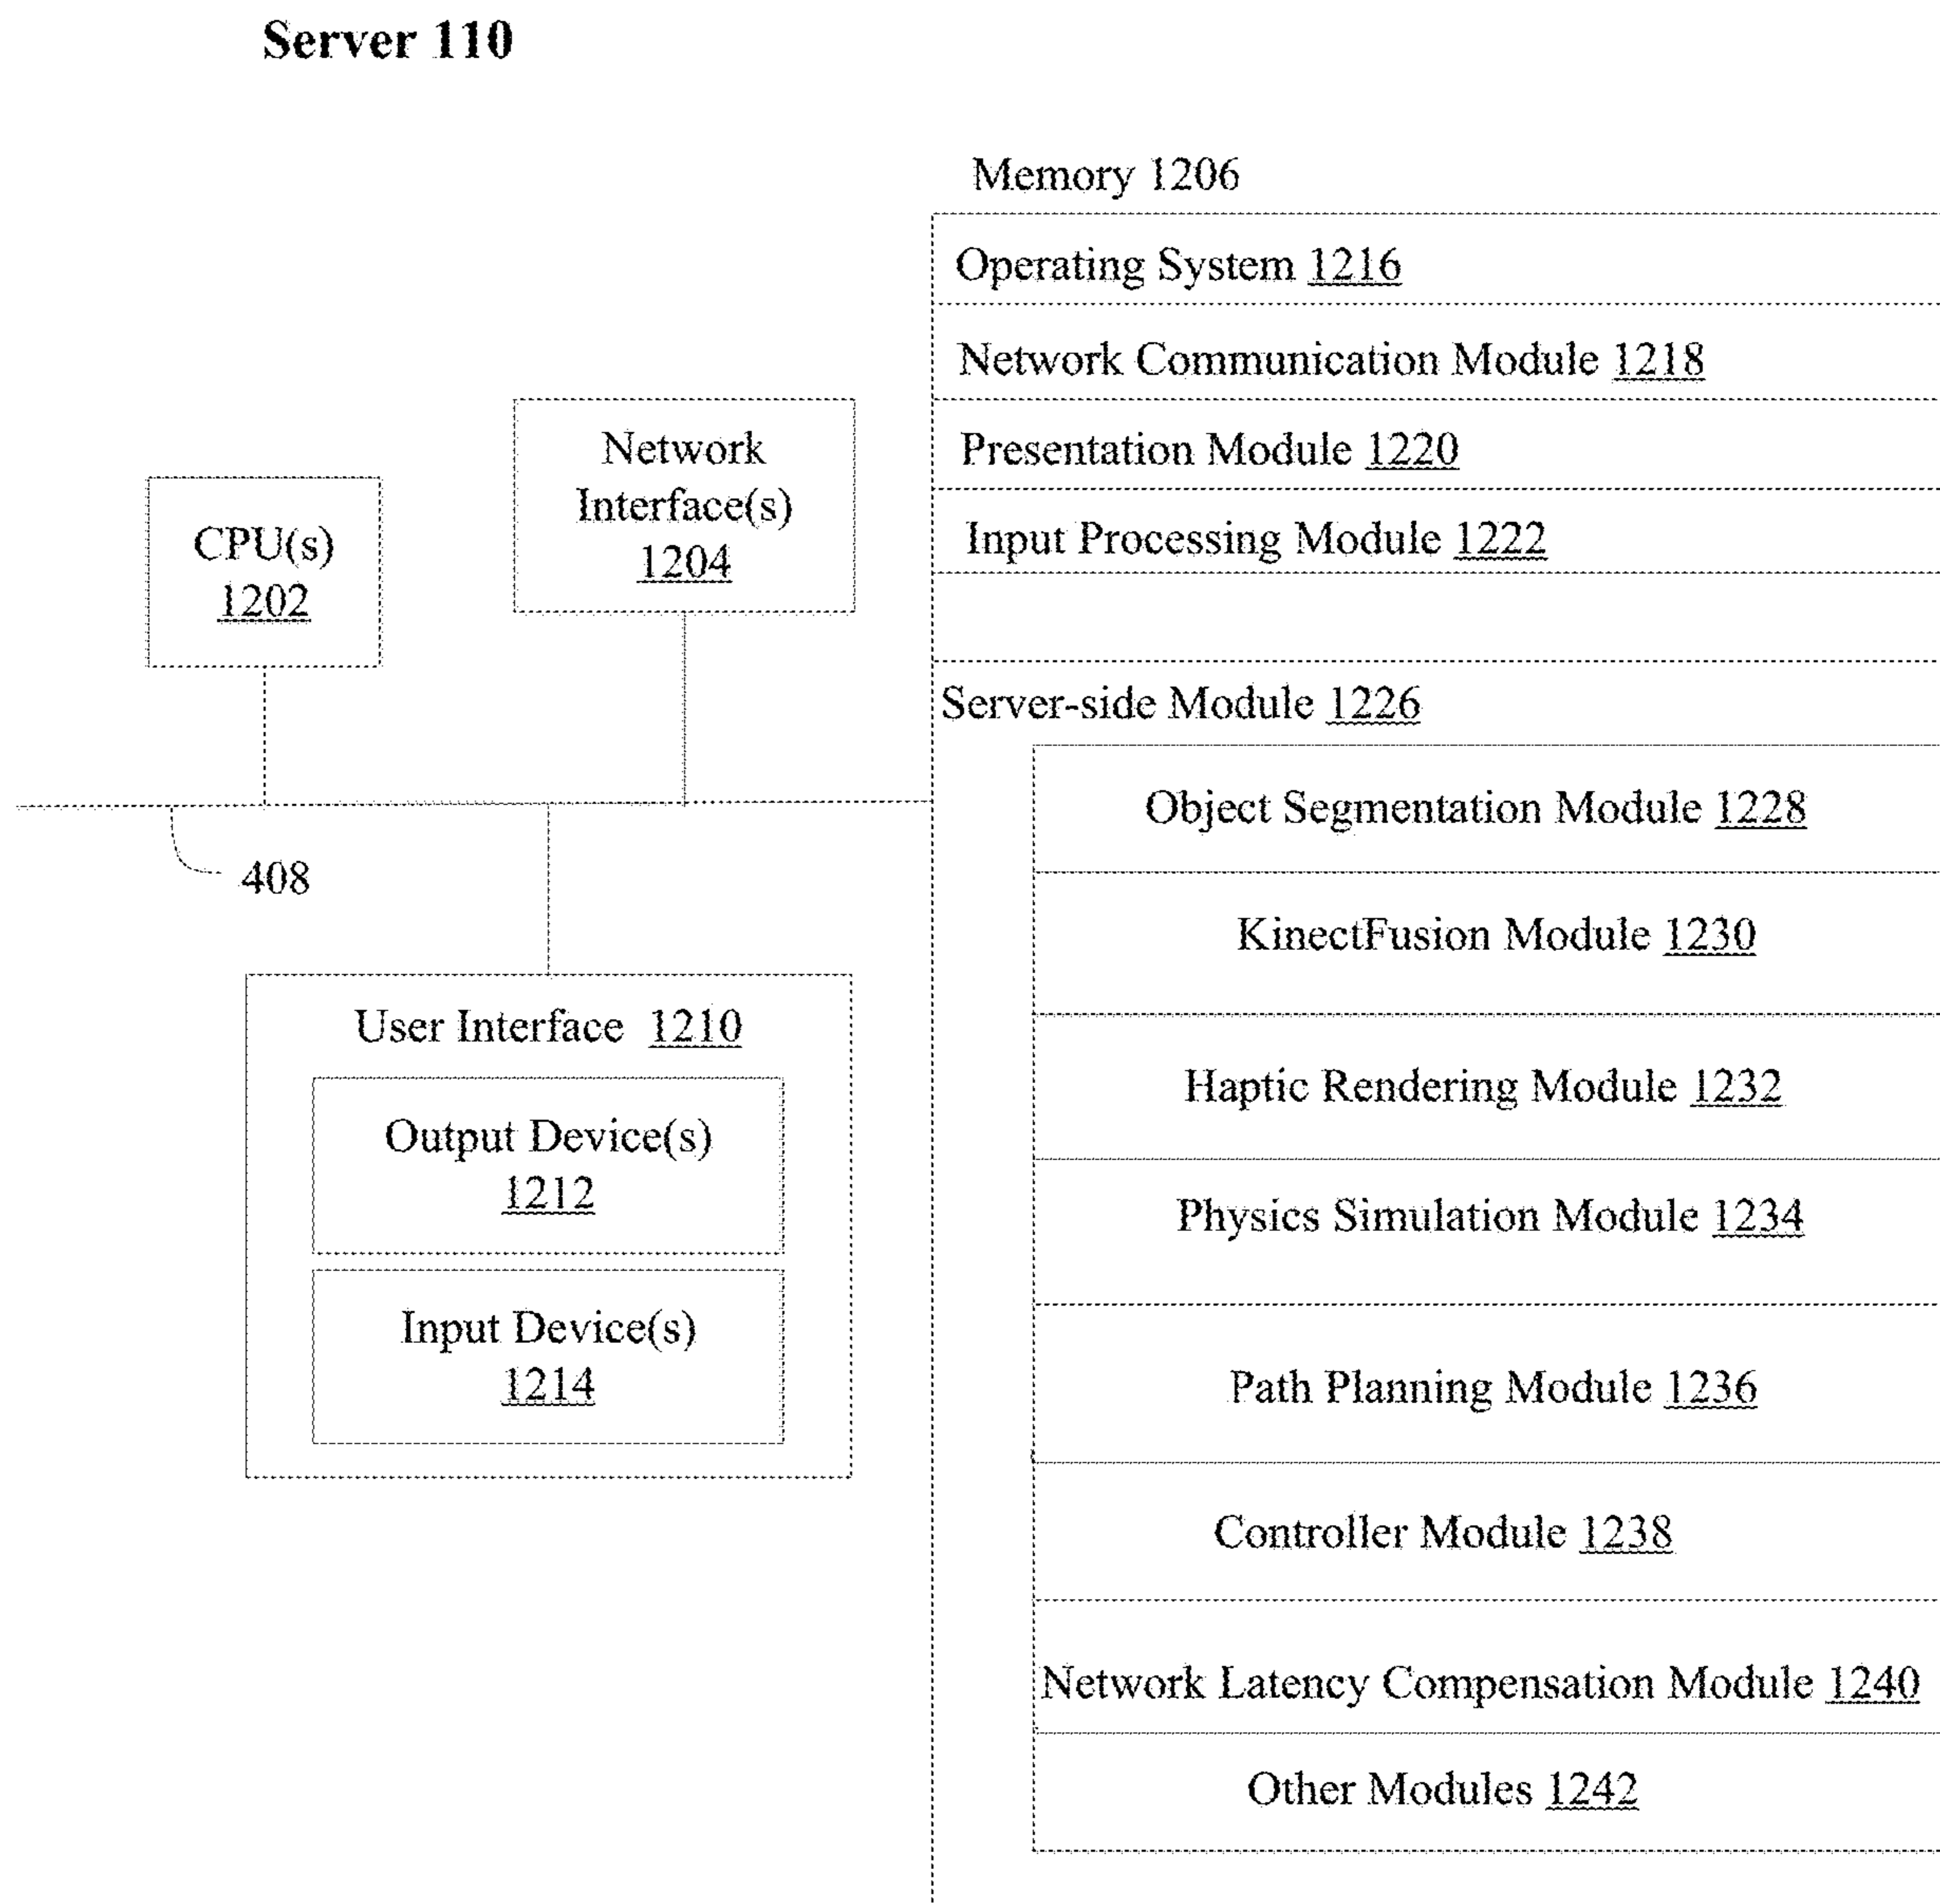 Server 110
Memory 1206
Operating System 1216
Network Communication Module 1218
Presentation Module 1220
Input Processing Module 1222
Network
Interface(s)
1204
CPU(s)
1202
408
Server-side Module 1226
Object Segmentation Module 1228
KinectFusion Module 1230
Haptic Rendering Module 1232
Physics Simulation Module 1234
Path Planning Module 1236
Controller Module 1238
Network Latency Compensation Module 1240
Other Modules 1242
User Interface 1210
Output Device(s)
1212
Input Device(s)
1214